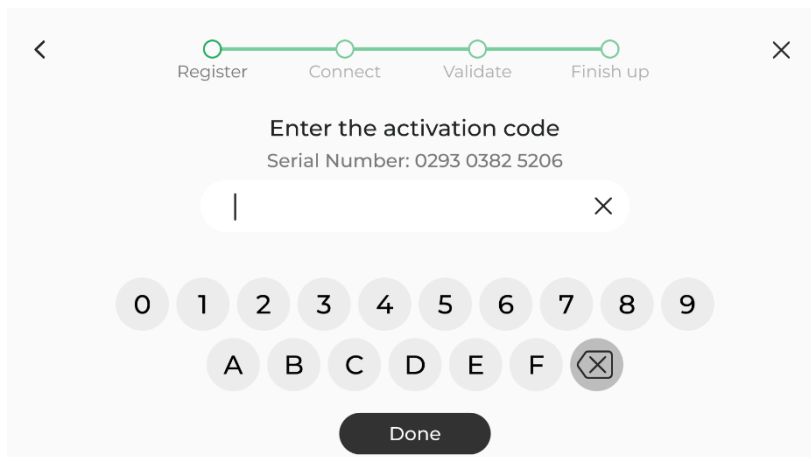 Register Connect Validate Finish up
Enter the activation code
Serial Number: 0293 0382 5206
0 1 2 3 4 5 6 7 8 9
A B C D E F
Done